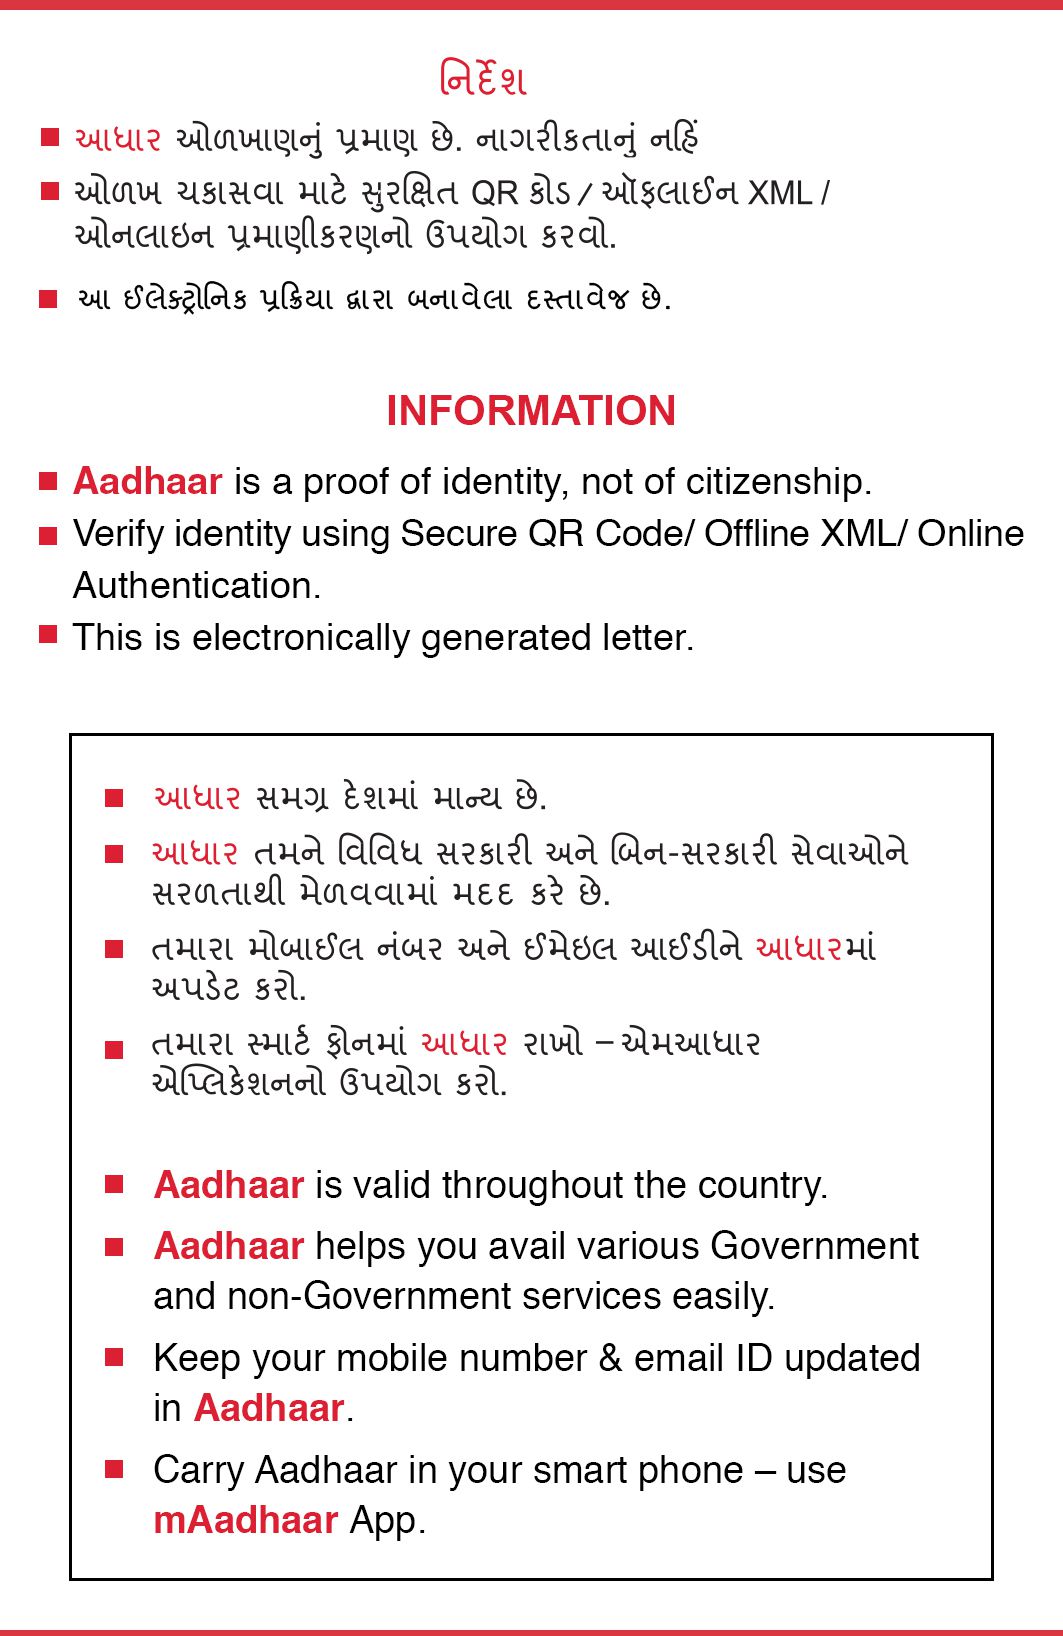 નિર્દેશ
આધાર ઓળખાણનું પ્રમાણ છે. નાગરીકતાનું નહિં
ઓળખ ચકાસવા માટે સુરક્ષિત QR કોડ / ઑફલાઈન XML /
ઓનલાઇન પ્રમાણીકરણનો ઉપયોગ કરવો.
આ ઈલેક્ટ્રોનિક પ્રક્રિયા દ્વારા બનાવેલા દસ્તાવેજ છે.
INFORMATION
Aadhaar is a proof of identity, not of citizenship.
Verify identity using Secure QR Code/ Offline XML/ Online
Authentication.
This is electronically generated letter.
આધાર સમગ્ર દેશમાં માન્ય છે.
આધાર તમને વિવિધ સરકારી અને બિન-સરકારી સેવાઓને
સરળતાથી મેળવવામાં મદદ કરે છે.
તમારા મોબાઈલ નંબર અને ઈમેઇલ આઈડીને આધારમાં
અપડેટ કરો.
તમારા સ્માર્ટ ફોનમાં આધાર રાખો – એમઆધાર
એપ્લિકેશનનો ઉપયોગ કરો.
Aadhaar is valid throughout the country.
Aadhaar helps you avail various Government
and non-Government services easily.
Keep your mobile number & email ID updated
in Aadhaar.
Carry Aadhaar in your smart phone – use
mAadhaar App.